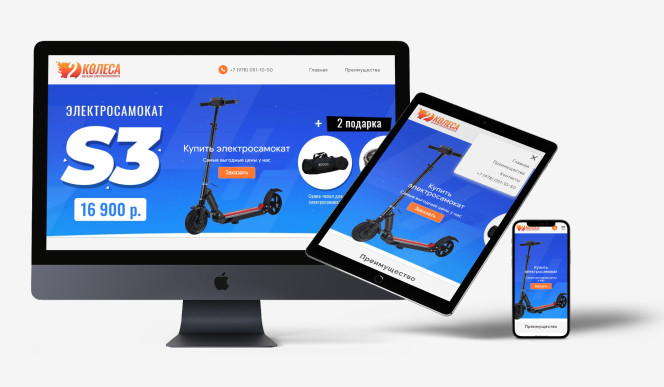 2 КОЛЕСА
+7 (978) 051-10-50
Главная
Преимущества
ЭЛЕКТРОСАМОКАТ
S3
16 900 р.
Купить электросамокат
Самые выгодные цены у нас
Заказать
+ 2 подарка
Сумка-чехол для
электросамоката
2 КОЛЕСА
Главная
Преимущества
Контакты
+7 (978) 051-10-50
Купить
электросамокат
Самые выгодные цены у нас
Заказать
Преимущество
2 КОЛЕСА
Купить
электросамокат
Заказать
Преимущество